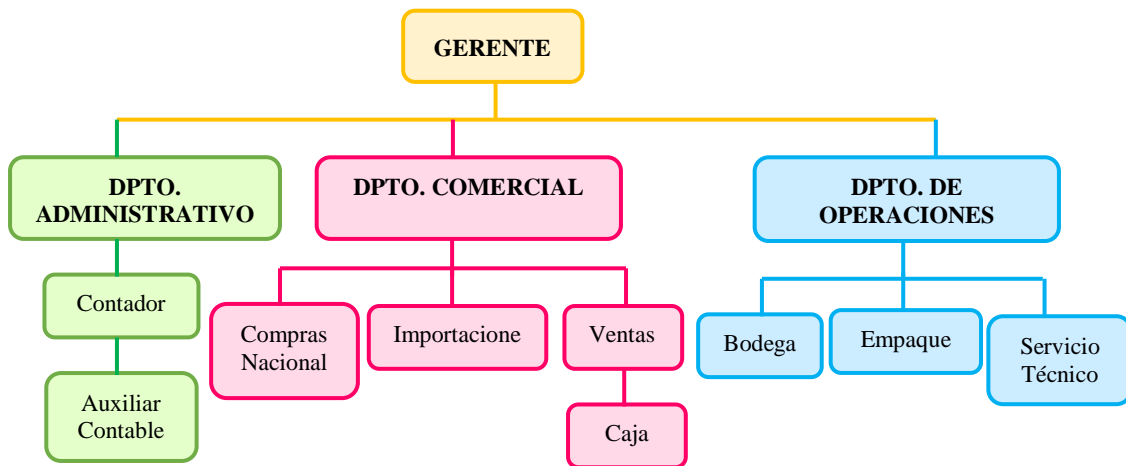 GERENTE
DPTO.
ADMINISTRATIVO
DPTO. COMERCIAL
DPTO. DE
OPERACIONES
Contador
Auxiliar
Contable
Compras
Nacional
Importacione
Ventas
Caja
Bodega
Empaque
Servicio
Técnico